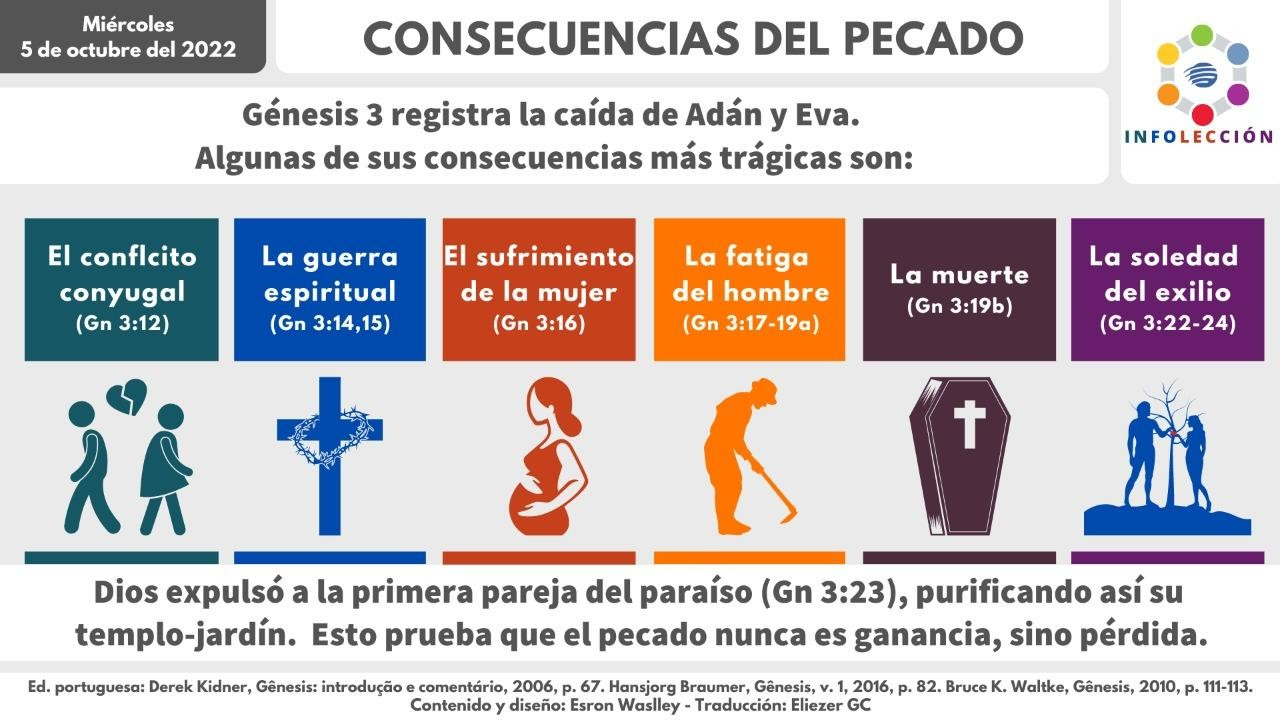 Miércoles
5 de octubre del 2022
CONSECUENCIAS DEL PECADO
INFOLECCIÓN
Génesis 3 registra la caída de Adán y Eva.
Algunas de sus consecuencias más trágicas son:
El conflcito
conyugal
(Gn 3:12)
La guerra
espiritual
(Gn 3:14,15)
El sufrimiento
de la mujer
(Gn 3:16)
La fatiga
del hombre
(Gn 3:17-19a)
La muerte
(Gn 3:19b)
La soledad
del exilio
(Gn 3:22-24)
Dios expulsó a la primera pareja del paraíso (Gn 3:23), purificando así su
templo-jardín. Esto prueba que el pecado nunca es ganancia, sino pérdida.
Ed. portuguesa: Derek Kidner, Gênesis: introdução e comentário, 2006, p. 67. Hansjorg Braumer, Gênesis, v. 1, 2016, p. 82. Bruce K. Waltke, Gênesis, 2010, p. 111-113.
Contenido y diseño: Esron Waslley - Traducción: Eliezer GC